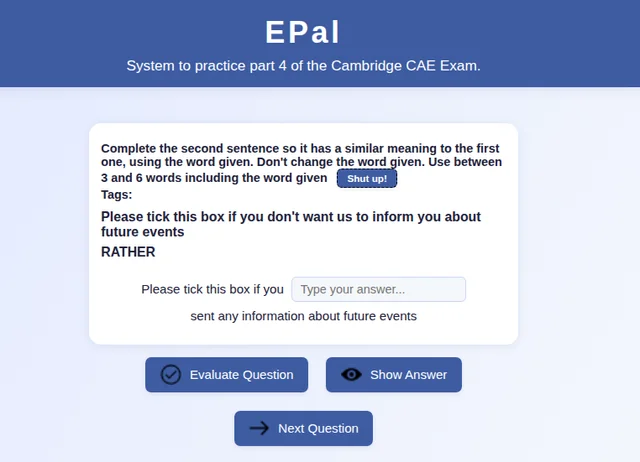 EPal
System to practice part 4 of the Cambridge CAE Exam.
Complete the second sentence so it has a similar meaning to the first
one, using the word given. Don't change the word given. Use between
3 and 6 words including the word given Shut up!
Tags:
Please tick this box if you don't want us to inform you about
future events
RATHER
Please tick this box if you Type your answer...
sent any information about future events
Evaluate Question Show Answer
Next Question